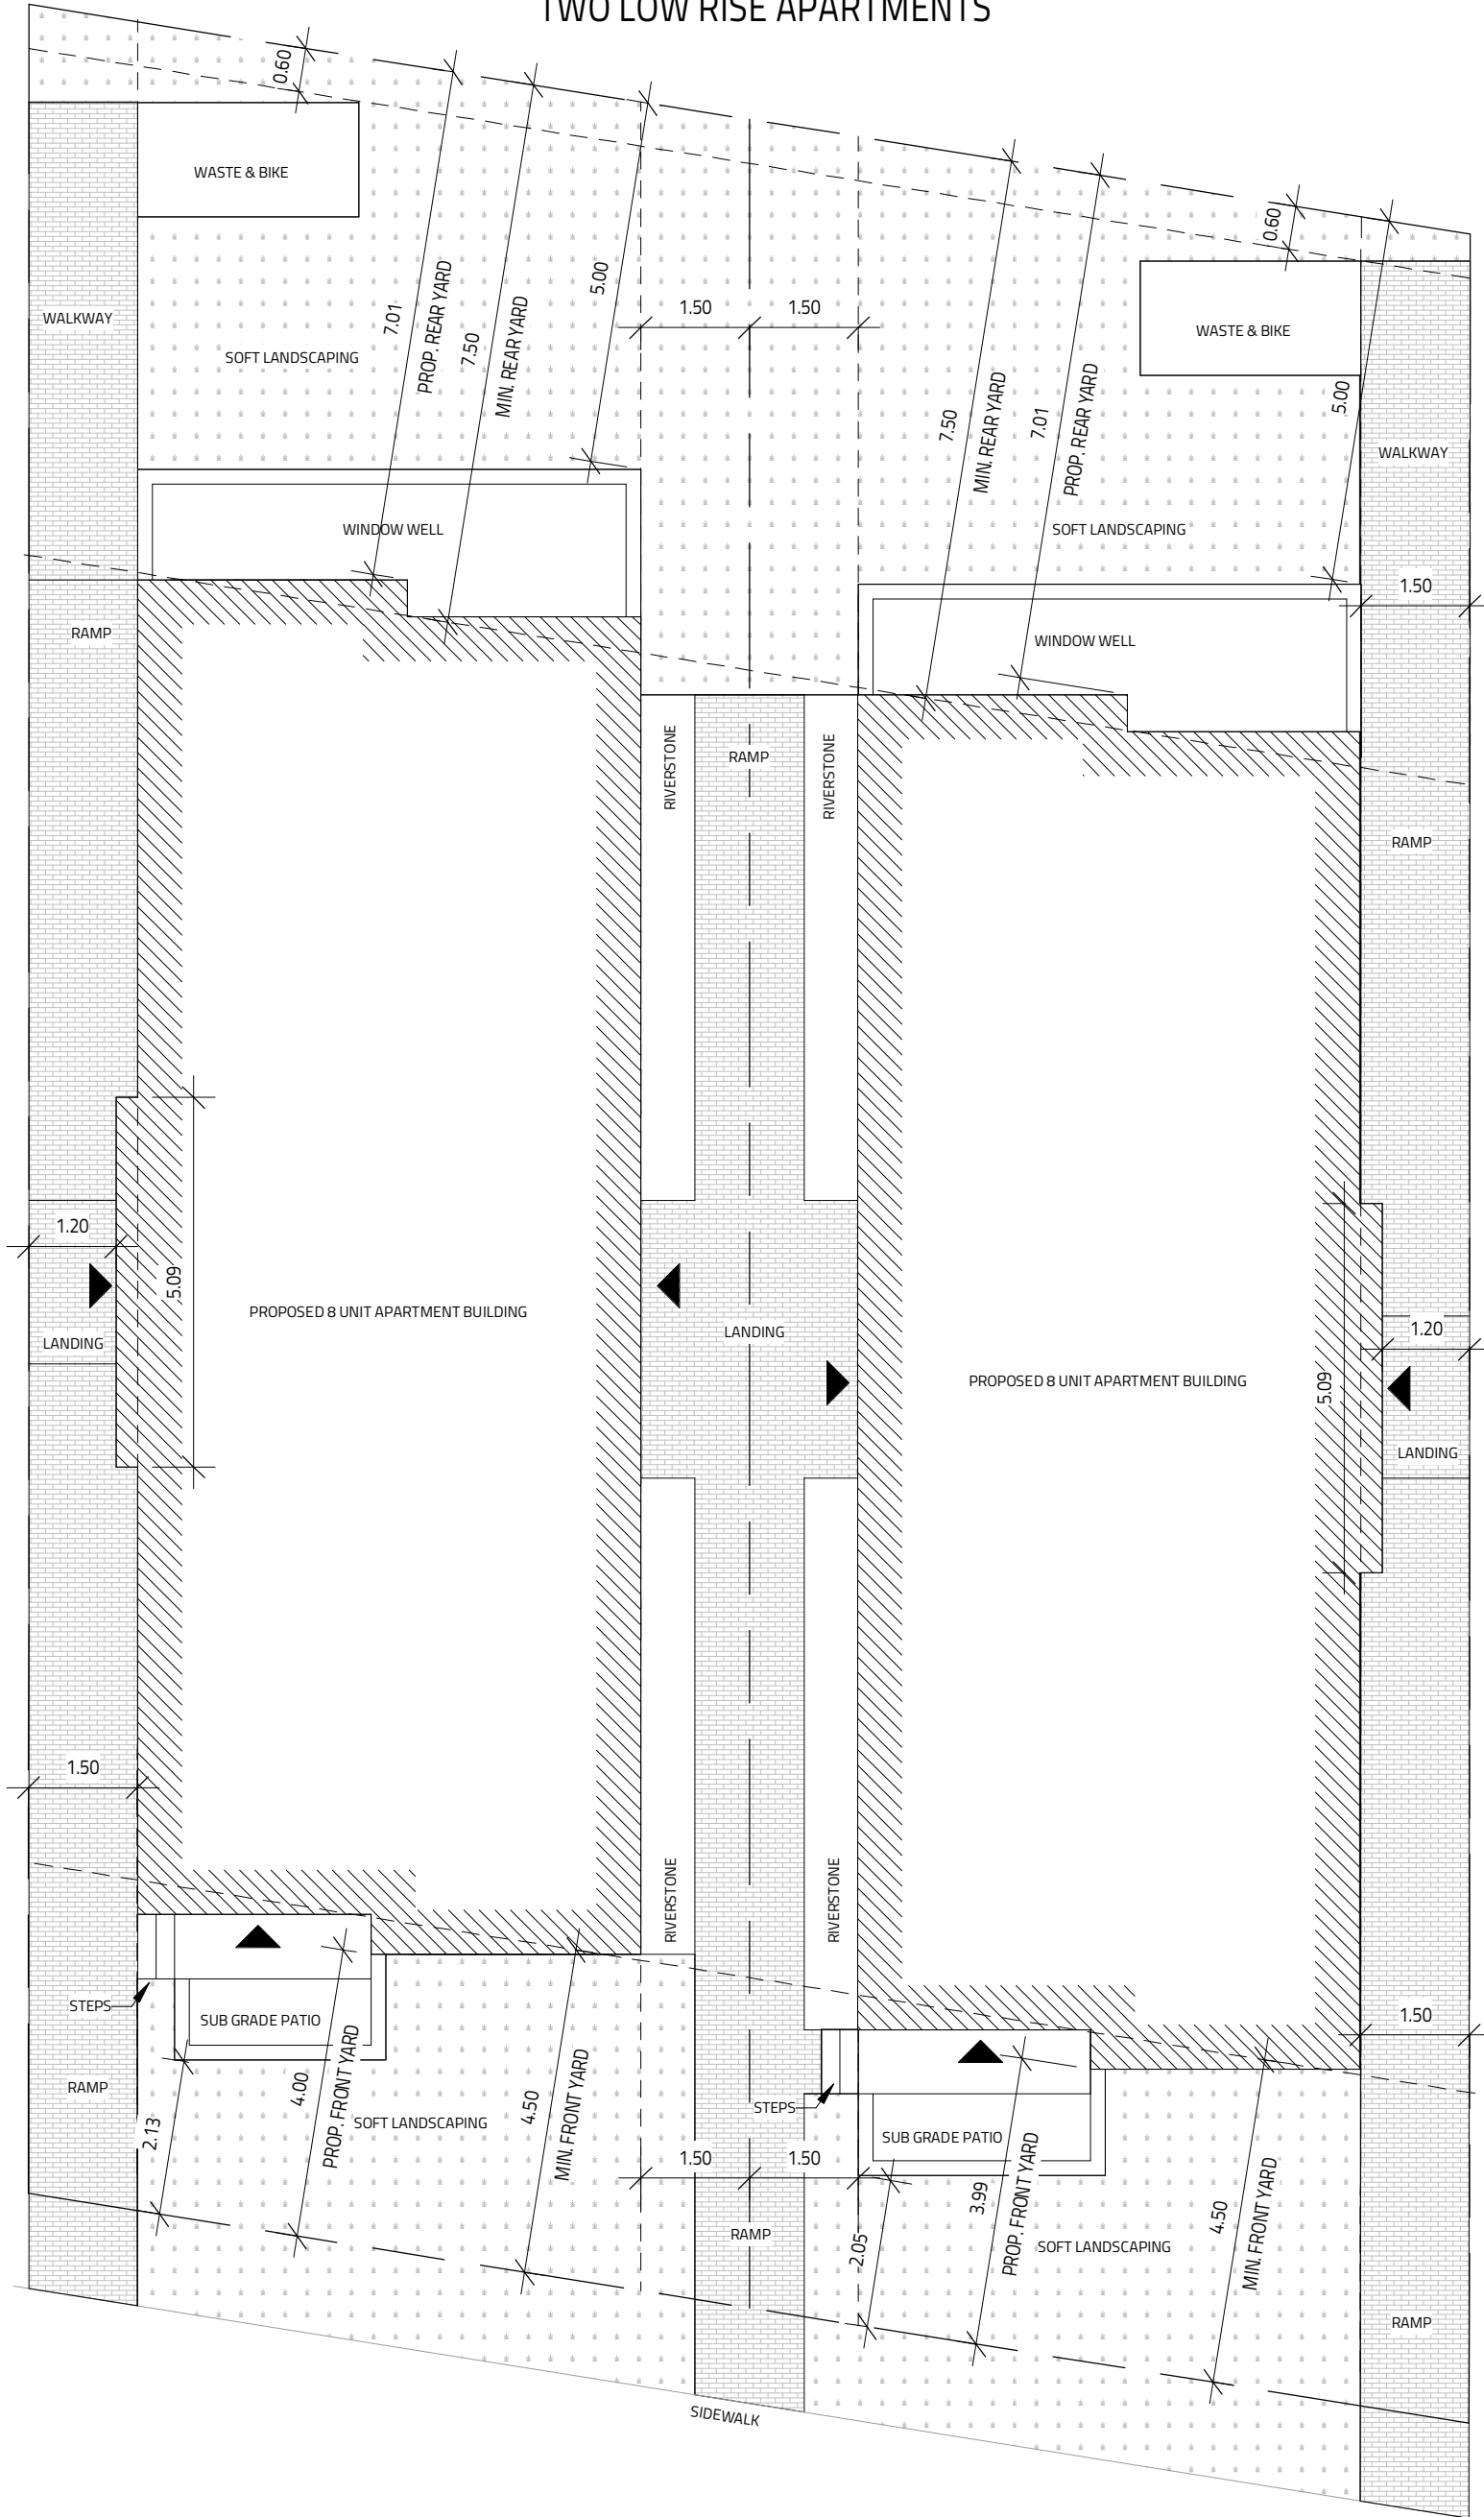 TWO LOW RISE APARTMENTS
0.60
WASTE & BIKE
0.60
WALKWAY
SOFT LANDSCAPING
7.01
PROP. REAR YARD
7.50
MIN. REAR YARD
5.00
1.50
1.50
WASTE & BIKE
7.50
MIN. REAR YARD
7.01
PROP. REAR YARD
5.00
WALKWAY
WINDOW WELL
SOFT LANDSCAPING
1.50
RAMP
WINDOW WELL
RIVERSTONE
RAMP
RIVERSTONE
RAMP
1.20
5.09
PROPOSED 8 UNIT APARTMENT BUILDING
LANDING
LANDING
1.20
PROPOSED 8 UNIT APARTMENT BUILDING
5.09
LANDING
1.50
RIVERSTONE
RIVERSTONE
STEPS
SUB GRADE PATIO
1.50
RAMP
2.13
4.00
PROP. FRONT YARD
SOFT LANDSCAPING
4.50
MIN. FRONT YARD
STEPS
SUB GRADE PATIO
1.50
1.50
RAMP
2.05
3.99
PROP. FRONT YARD
SOFT LANDSCAPING
4.50
MIN. FRONT YARD
RAMP
SIDEWALK